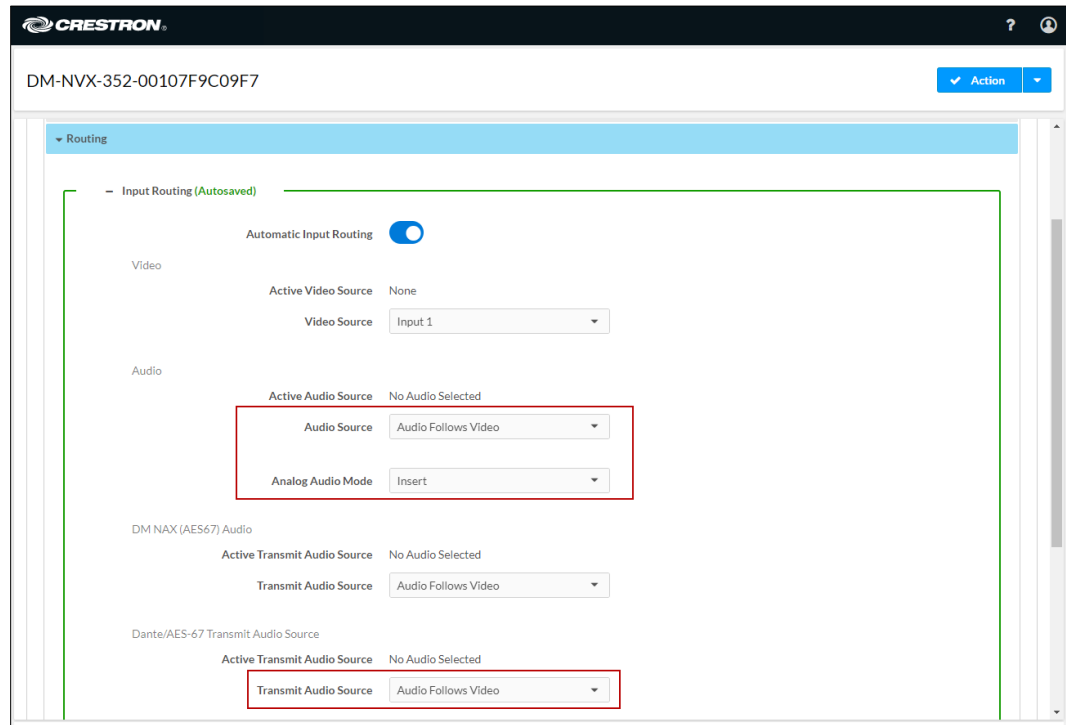 CRESTRON®
?
DM-NVX-352-00107F9C09F7
Action
Routing
Input Routing (Autosaved)
Automatic Input Routing
Video
Active Video Source None
Video Source Input 1
Audio
Active Audio Source No Audio Selected
Audio Source Audio Follows Video
Analog Audio Mode Insert
DM NAX (AES67) Audio
Active Transmit Audio Source No Audio Selected
Transmit Audio Source Audio Follows Video
Dante/AES-67 Transmit Audio Source
Active Transmit Audio Source No Audio Selected
Transmit Audio Source Audio Follows Video